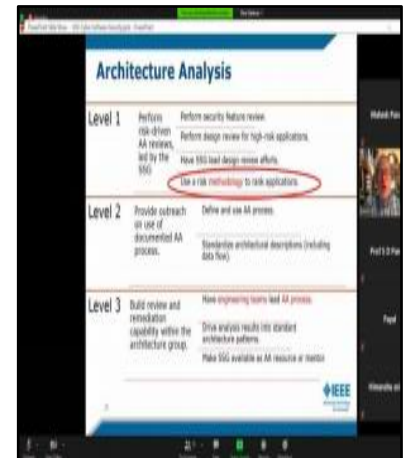 Architecture Analysis
Level 1
Perform
risk-driven
AA reviews,
led by the
SSG
Perform security feature review.
Perform design review for high-risk applications.
Have SSG lead design review efforts.
Use a risk methodology to rank applications.
Level 2
Provide outreach
on use of
documented AA
process.
Define and use AA process.
Standardize architectural descriptions (including
data flow).
Level 3
Build review and
remediation
capability within the
architecture group.
Have engineering teams lead AA process.
Drive analysis results into standard
architecture patterns.
Make SSG available as AA resource or mentor
IEEE
Payal